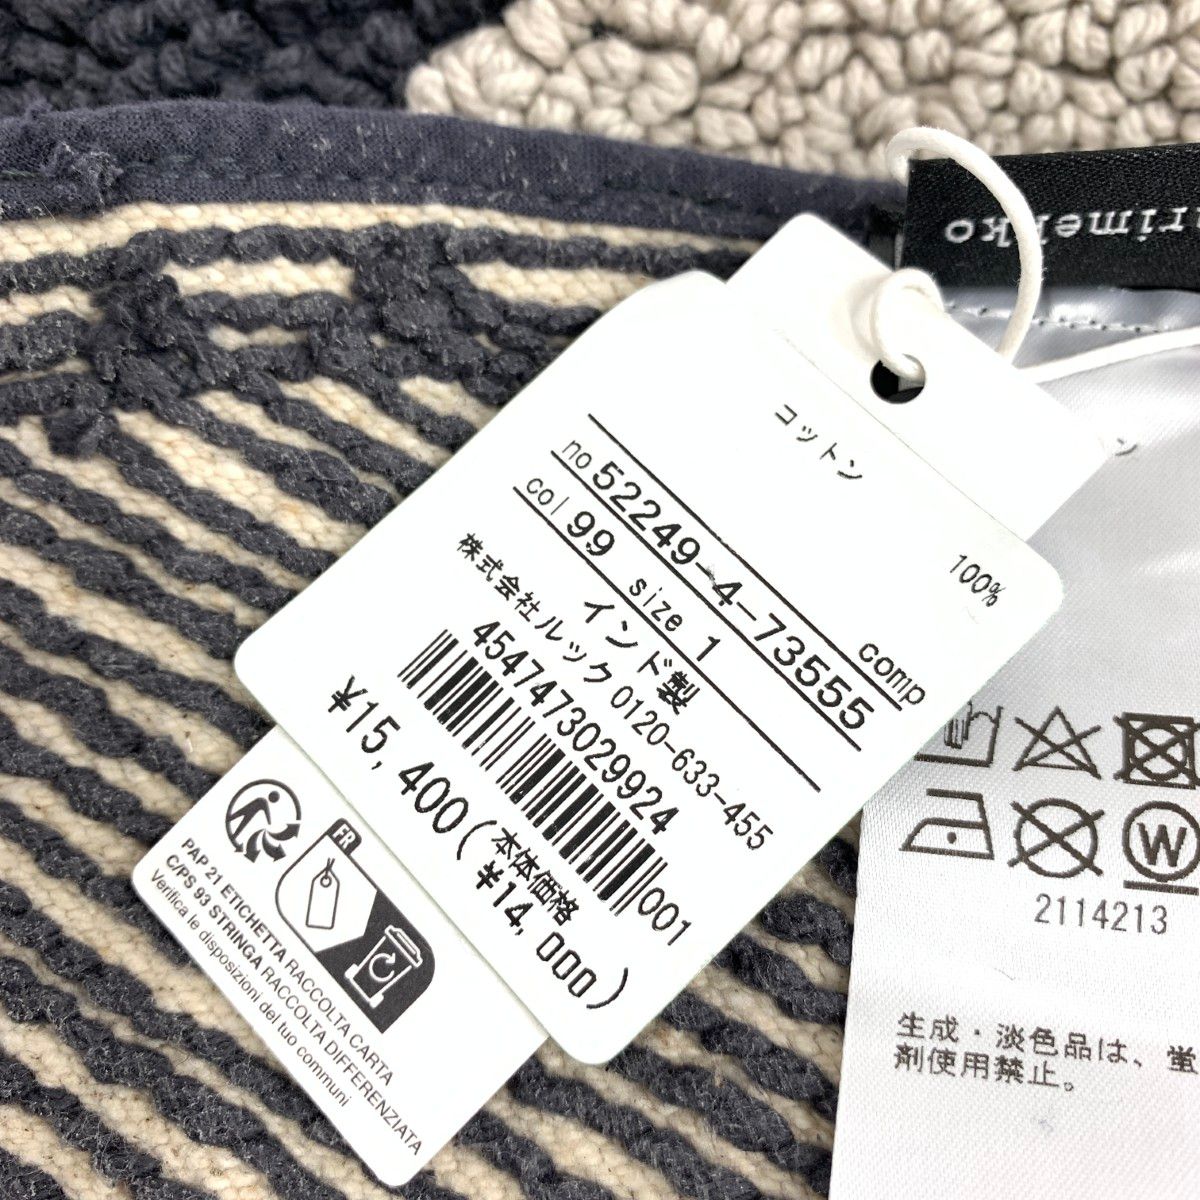 rimekko
コットン
100%
no 52249-4-73555 comp
col 99 size 1
インド製
株式会社ルック 0120-633-455
4547473029924
001
¥15,400(本体価格
¥14,000)
FR
PAP 21 ETICHETTA RACCOLTA CARTA
C/PS 93 STRINGA RACCOLTA DIFFERENZIATA
Verifica le disposizioni del tuo communi
ン
W
2114213
生成・淡色品は、蛍
剤使用禁止。